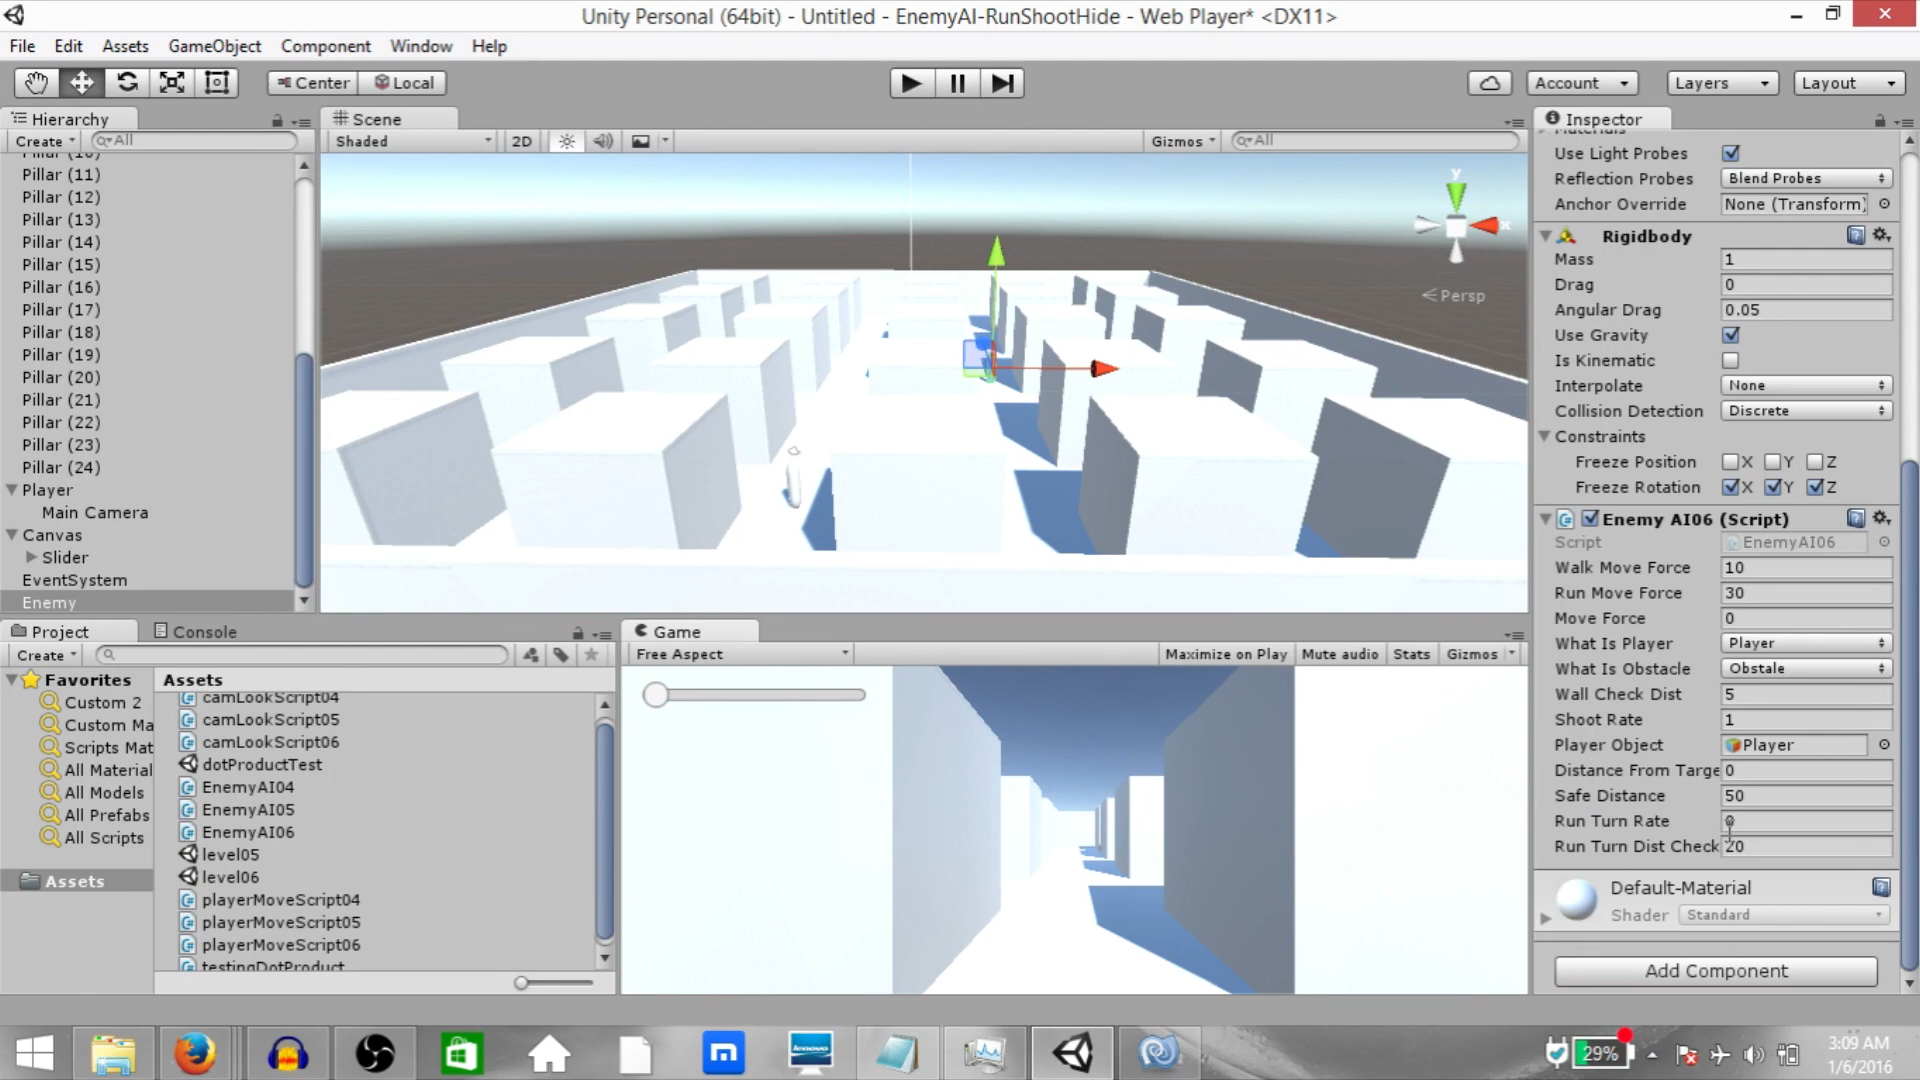 Unity Personal (64bit) - Untitled - EnemyAI-RunShootHide - Web Player* <DX11>
File Edit Assets GameObject Component Window Help
Center Local
Account Layers Layout
Hierarchy
Create All
Pillar (10)
Pillar (11)
Pillar (12)
Pillar (13)
Pillar (14)
Pillar (15)
Pillar (16)
Pillar (17)
Pillar (18)
Pillar (19)
Pillar (20)
Pillar (21)
Pillar (22)
Pillar (23)
Pillar (24)
Player
Main Camera
Canvas
Slider
EventSystem
Enemy
Scene
Shaded 2D Gizmos All
y
x
Persp
Project Console
Create
Favorites
Custom 2
Custom Ma
Scripts Mat
All Material
All Models
All Prefabs
All Scripts
Assets
Assets
camLookScript04
camLookScript05
camLookScript06
dotProductTest
EnemyAI04
EnemyAI05
EnemyAI06
level05
level06
playerMoveScript04
playerMoveScript05
playerMoveScript06
testingDotProduct
Game
Free Aspect Maximize on Play Mute audio Stats Gizmos
Inspector
Materials
Use Light Probes
Reflection Probes Blend Probes
Anchor Override None (Transform)
Rigidbody
Mass 1
Drag 0
Angular Drag 0.05
Use Gravity
Is Kinematic
Interpolate None
Collision Detection Discrete
Constraints
Freeze Position X Y Z
Freeze Rotation X Y Z
Enemy AI06 (Script)
Script EnemyAI06
Walk Move Force 10
Run Move Force 30
Move Force 0
What Is Player Player
What Is Obstacle Obstale
Wall Check Dist 5
Shoot Rate 1
Player Object Player
Distance From Targe 0
Safe Distance 50
Run Turn Rate
Run Turn Dist Check 20
Default-Material
Shader Standard
Add Component
m
lenovo
29%
3:09 AM
1/6/2016